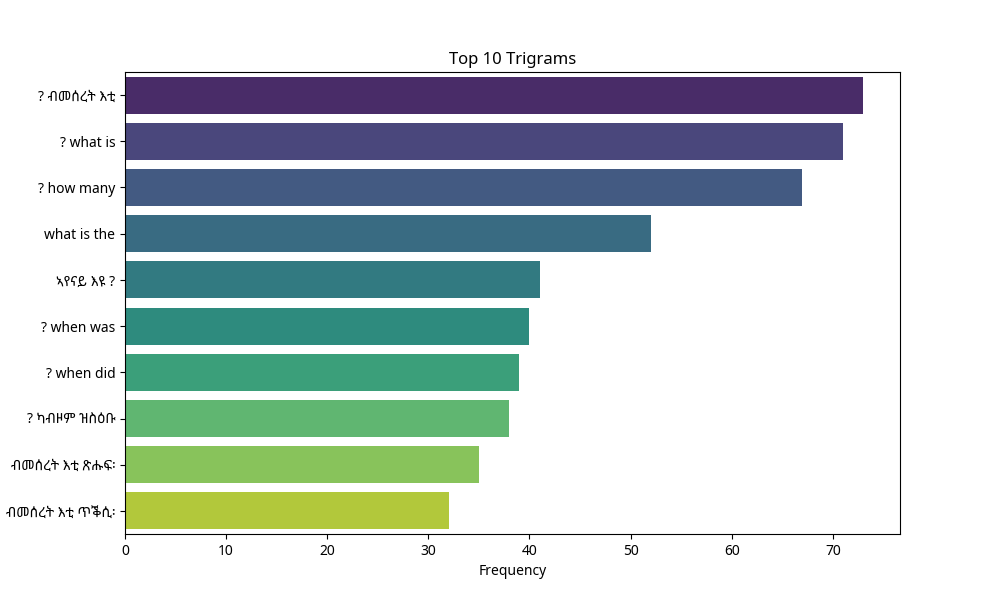 Top 10 Trigrams
? ብመሰረት እቲ
? what is
? how many
what is the
ኣየናይ እዩ ?
? when was
? when did
? ካብዞም ዝስዕቡ
ብመሰረት እቲ ጽሑፍ፡
ብመሰረት እቲ ጥቕሲ፡
0 10 20 30 40 50 60 70
Frequency